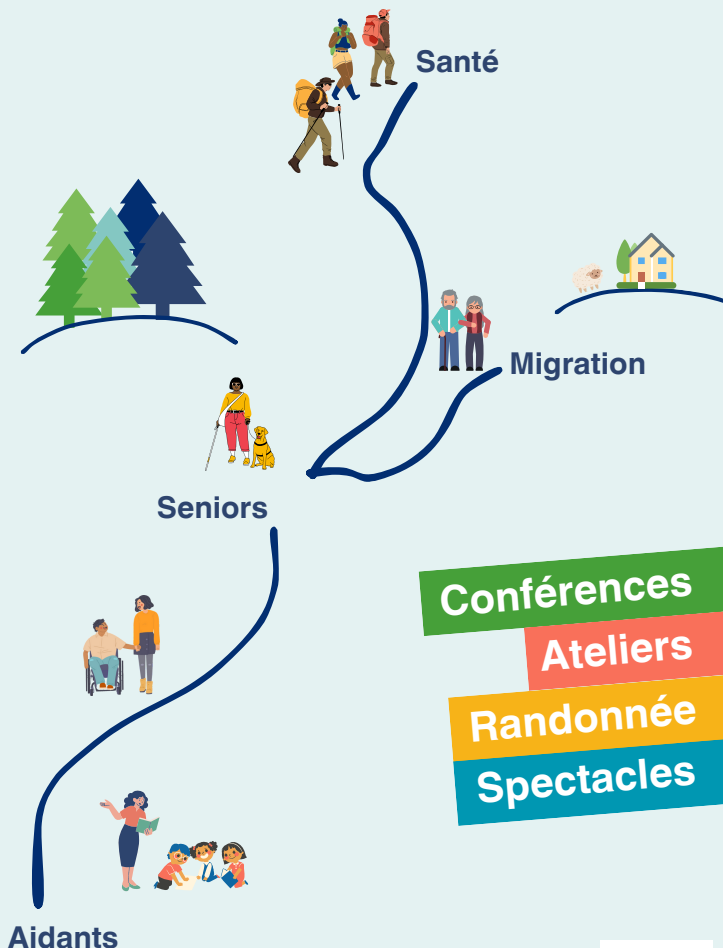 Santé
Migration
Seniors
Conférences
Ateliers
Randonnée
Spectacles
Aidants